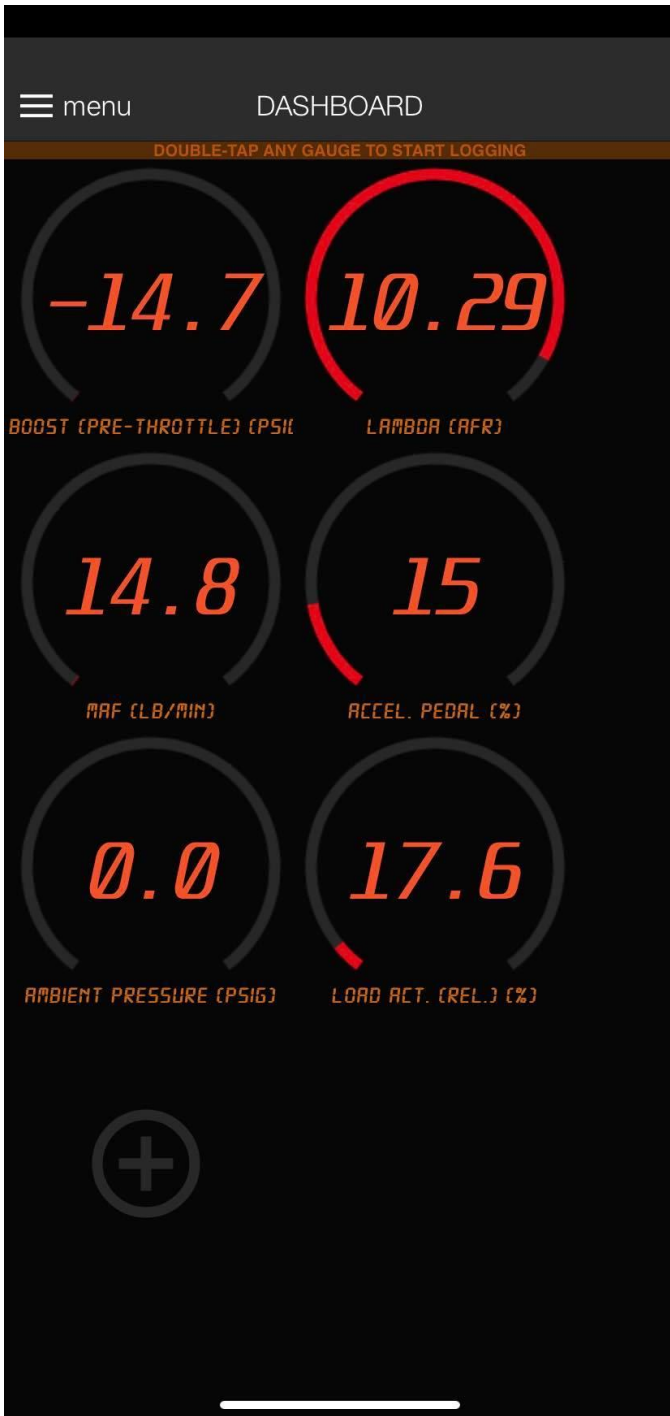 menu DASHBOARD
DOUBLE-TAP ANY GAUGE TO START LOGGING
-14.7 10.29
BOOST (PRE-THROTTLE) (PSI LAMBDA (AFR)
14.8 15
MAF (LB/MIN) ACCEL. PEDAL (%)
0.0 17.6
AMBIENT PRESSURE (PSIG) LOAD ACT. (REL.) (%)